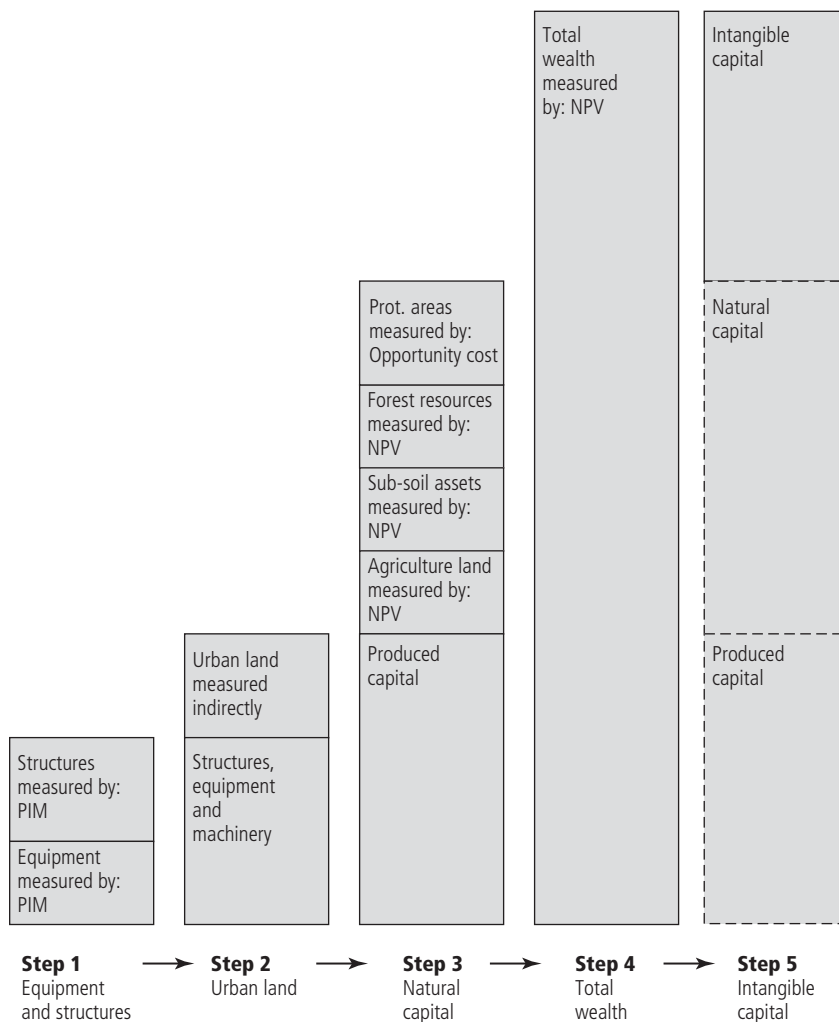 Total
wealth
measured
by: NPV
Intangible
capital
Prot. areas
measured by:
Opportunity cost
Natural
capital
Forest resources
measured by:
NPV
Sub-soil assets
measured by:
NPV
Agriculture land
measured by:
NPV
Urban land
measured
indirectly
Produced
capital
Produced
capital
Structures
measured by:
PIM
Structures,
equipment
and
machinery
Equipment
measured by:
PIM
Step 1
Equipment
and structures
Step 2
Urban land
Step 3
Natural
capital
Step 4
Total
wealth
Step 5
Intangible
capital